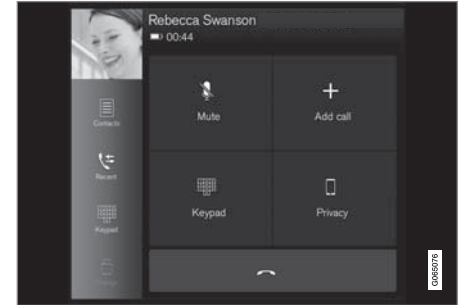 Rebecca Swanson
00:44
Contacts
Mute
Add call
Recent
Keypad
Keypad
Privacy
G065076